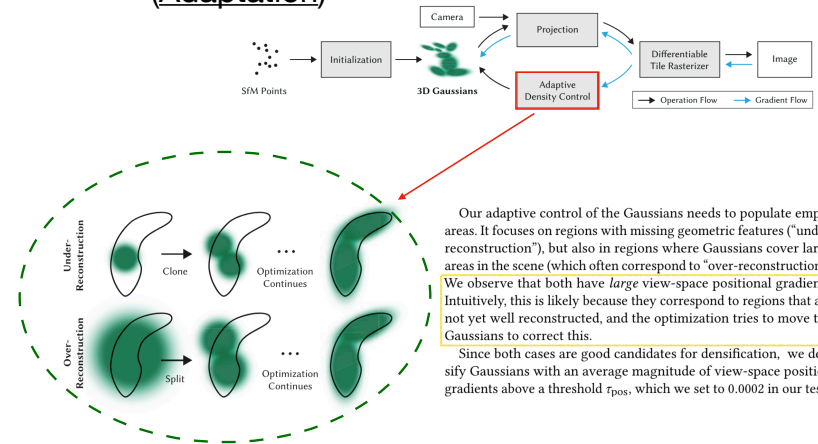 (Adaptation)
Camera
Projection
Initialization
Differentiable
Tile Rasterizer
Image
SfM Points
3D Gaussians
Adaptive
Density Control
Operation Flow
Gradient Flow
Under-
Reconstruction
Clone
...
Optimization
Continues
Over-
Reconstruction
Split
...
Optimization
Continues
Our adaptive control of the Gaussians needs to populate
areas. It focuses on regions with missing geometric features (“und
reconstruction”), but also in regions where Gaussians cover lar
areas in the scene (which often correspond to “over-reconstruction
We observe that both have large view-space positional gradien
Intuitively, this is likely because they correspond to regions that a
not yet well reconstructed, and the optimization tries to move t
Gaussians to correct this.
Since both cases are good candidates for densification, we de
sify Gaussians with an average magnitude of view-space positi
gradients above a threshold τpos, which we set to 0.0002 in our te